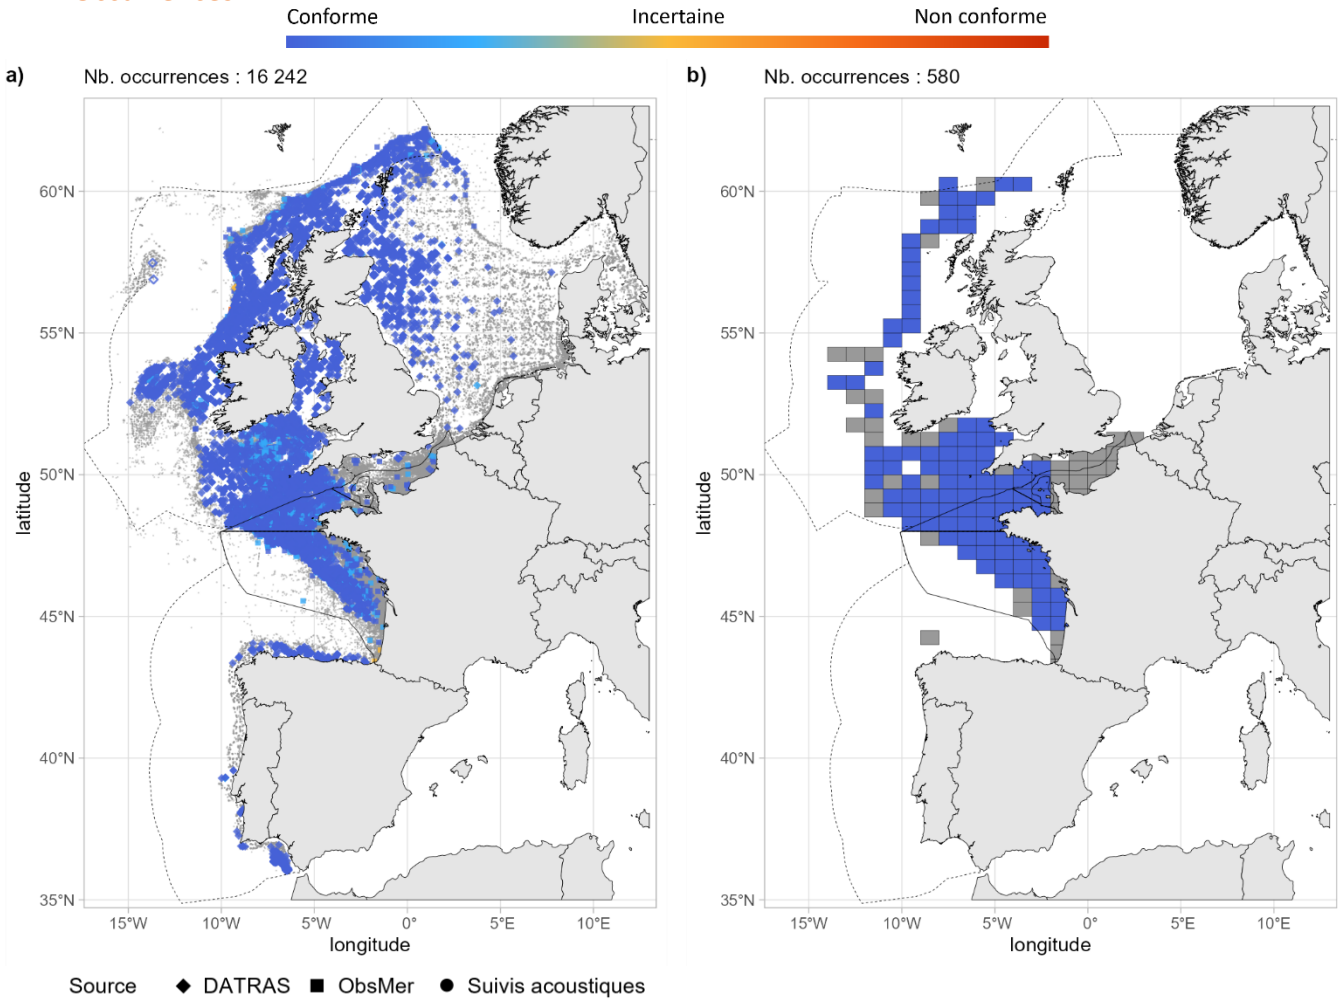 Conforme Incertaine Non conforme
a) Nb. occurrences : 16 242
60°N
55°N
50°N
45°N
40°N
35°N
latitude
15°W 10°W 5°W 0° 5°E 10°E
longitude
b) Nb. occurrences : 580
60°N
55°N
50°N
45°N
40°N
35°N
latitude
15°W 10°W 5°W 0° 5°E 10°E
longitude
Source DATRAS ObsMer Suivis acoustiques